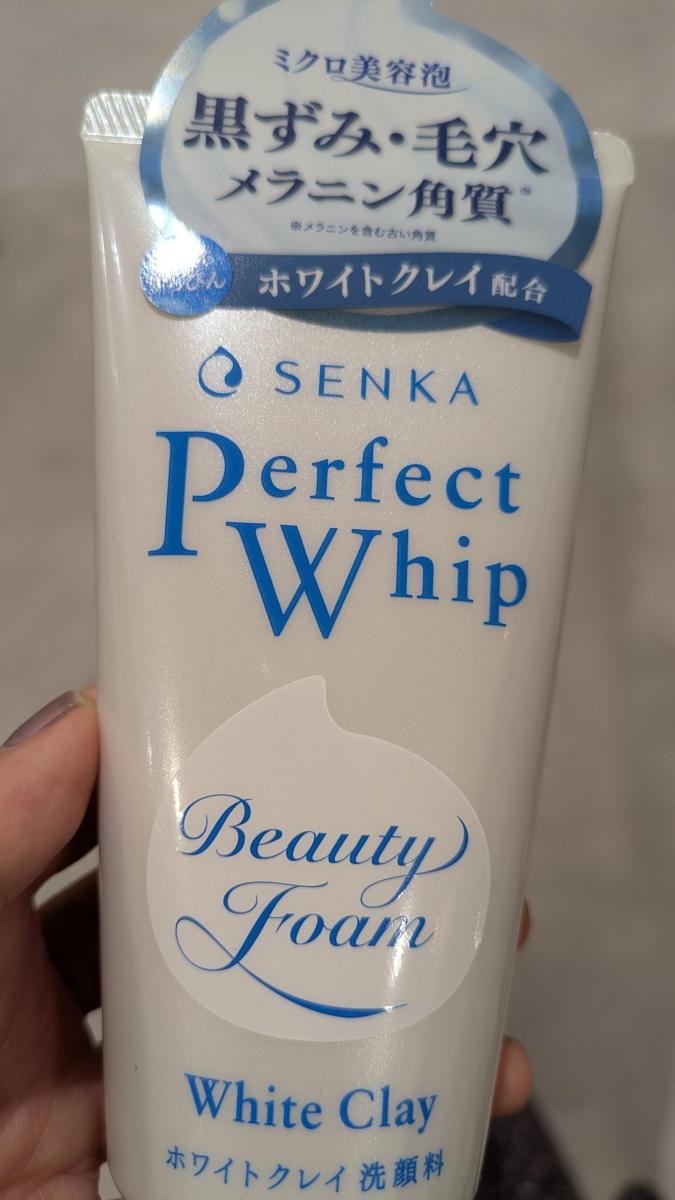 ミクロ美容泡
黒ずみ・毛穴
メラニン角質※
※メラニンを含む古い角質
ホワイトクレイ配合
SENKA
Perfect
Whip
Beauty
Foam
White Clay
ホワイトクレイ 洗顔料